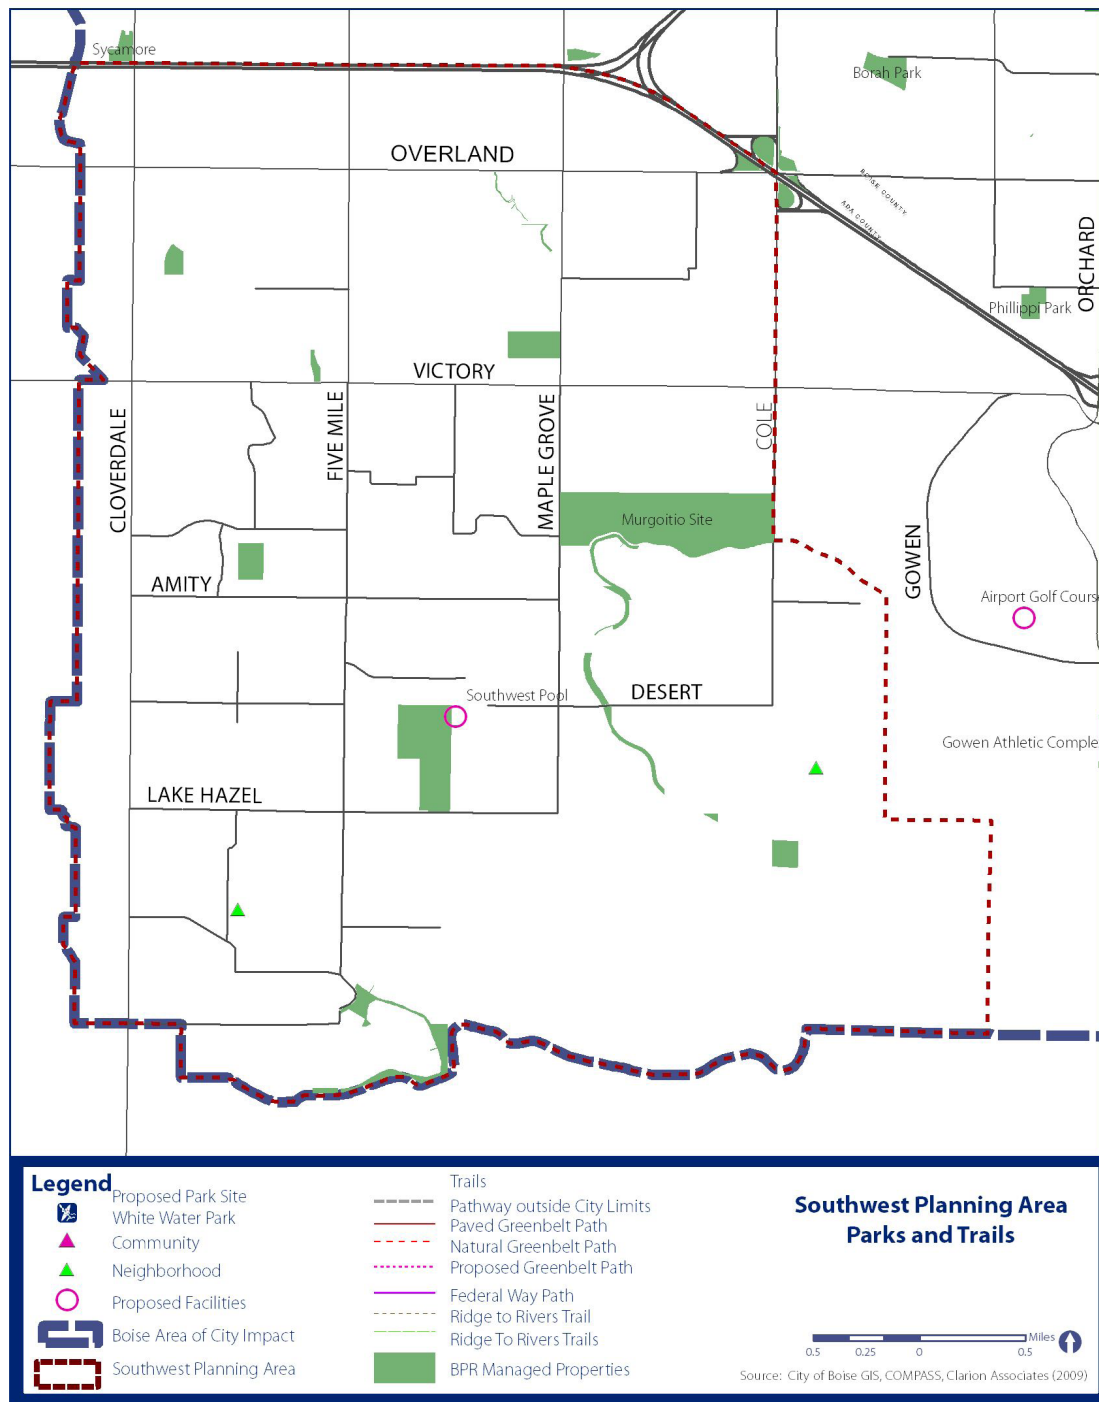 Sycamore
Borah Park
OVERLAND
BOISE COUNTY
ADA COUNTY
ORCHARD
Phillippi Park
VICTORY
CLOVERDALE
FIVE MILE
MAPLE GROVE
COLE
Murgoitio Site
GOWEN
AMITY
Airport Golf Cours
Southwest Pool
DESERT
Gowen Athletic Comple
LAKE HAZEL
Legend
Proposed Park Site
White Water Park
Community
Neighborhood
Proposed Facilities
Boise Area of City Impact
Southwest Planning Area
Trails
Pathway outside City Limits
Paved Greenbelt Path
Natural Greenbelt Path
Proposed Greenbelt Path
Federal Way Path
Ridge to Rivers Trail
Ridge To Rivers Trails
BPR Managed Properties
Southwest Planning Area
Parks and Trails
Miles
0.5 0.25 0 0.5
Source: City of Boise GIS, COMPASS, Clarion Associates (2009)